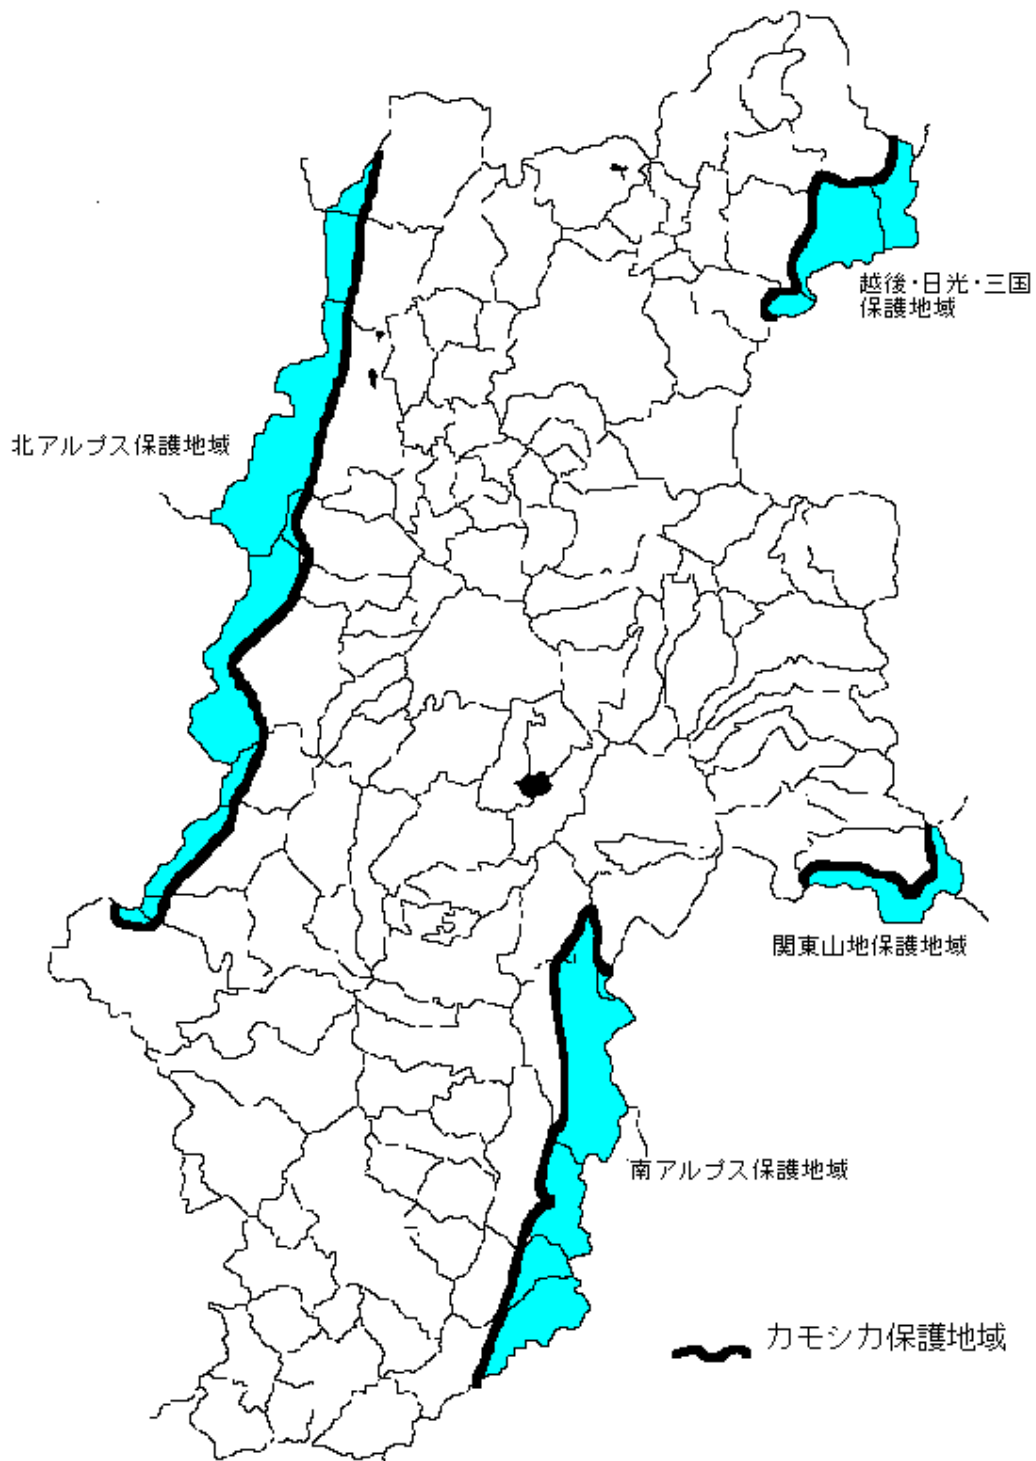 越後・日光・三国
保護地域
北アルプス保護地域
関東山地保護地域
南アルプス保護地域
カモシカ保護地域